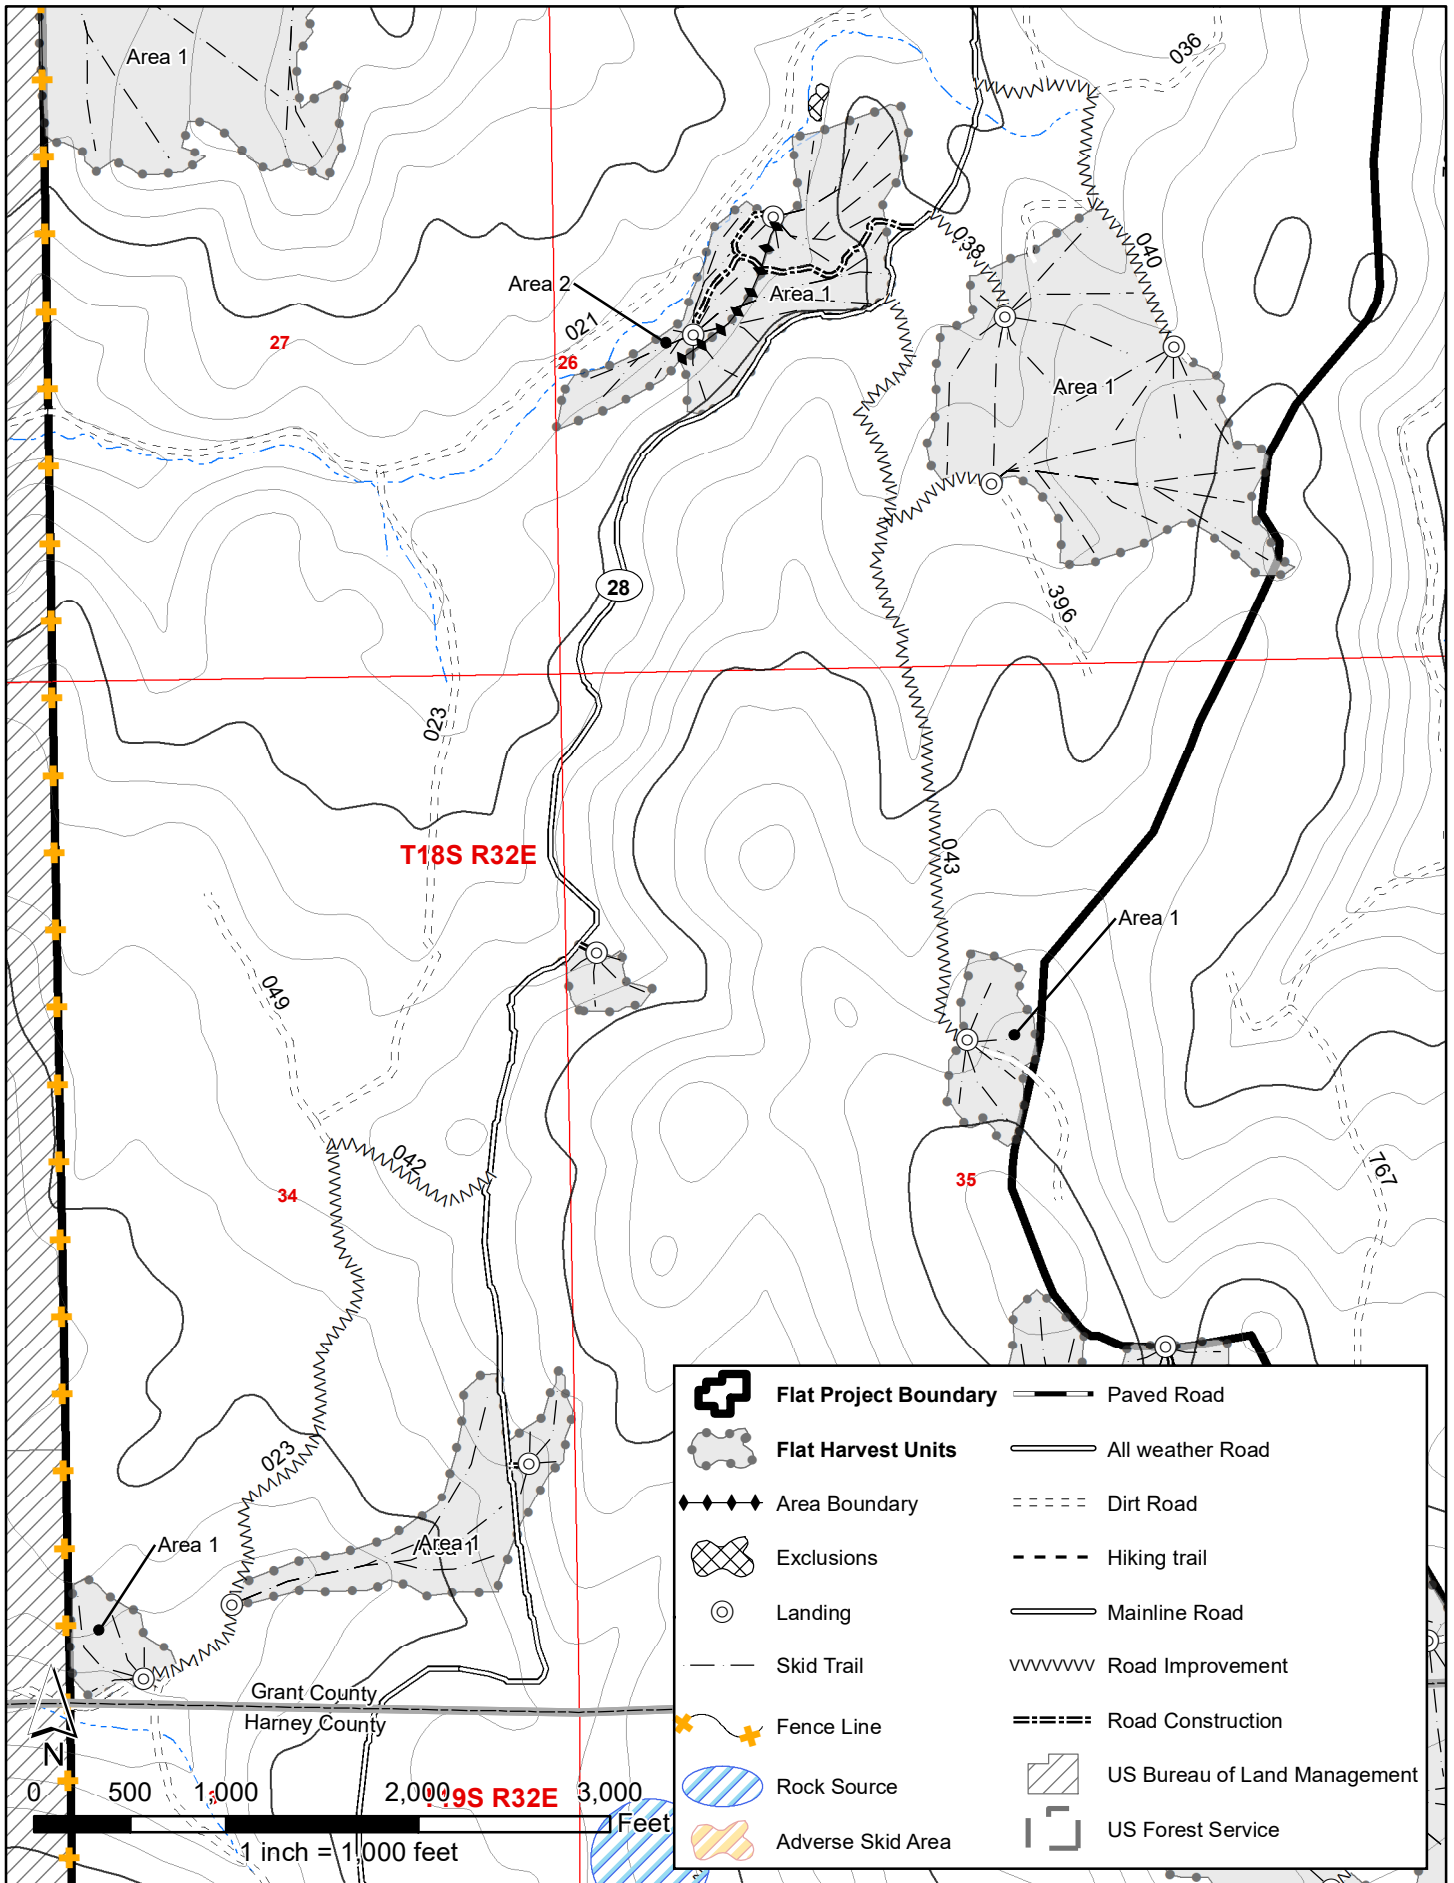 Area 1
036
038
040
Area 2
Area 1
021
27
26
Area 1
28
396
023
T18S R32E
043
Area 1
049
042
34
35
767
023
Area 1
Area 1
Area 1
Grant County
Harney County
N
0 500 1,000 2,000 3,000
T19S R32E
Feet
1 inch = 1,000 feet
Flat Project Boundary
Flat Harvest Units
Area Boundary
Exclusions
Landing
Skid Trail
Fence Line
Rock Source
Adverse Skid Area
Paved Road
All weather Road
Dirt Road
Hiking trail
Mainline Road
Road Improvement
Road Construction
US Bureau of Land Management
US Forest Service